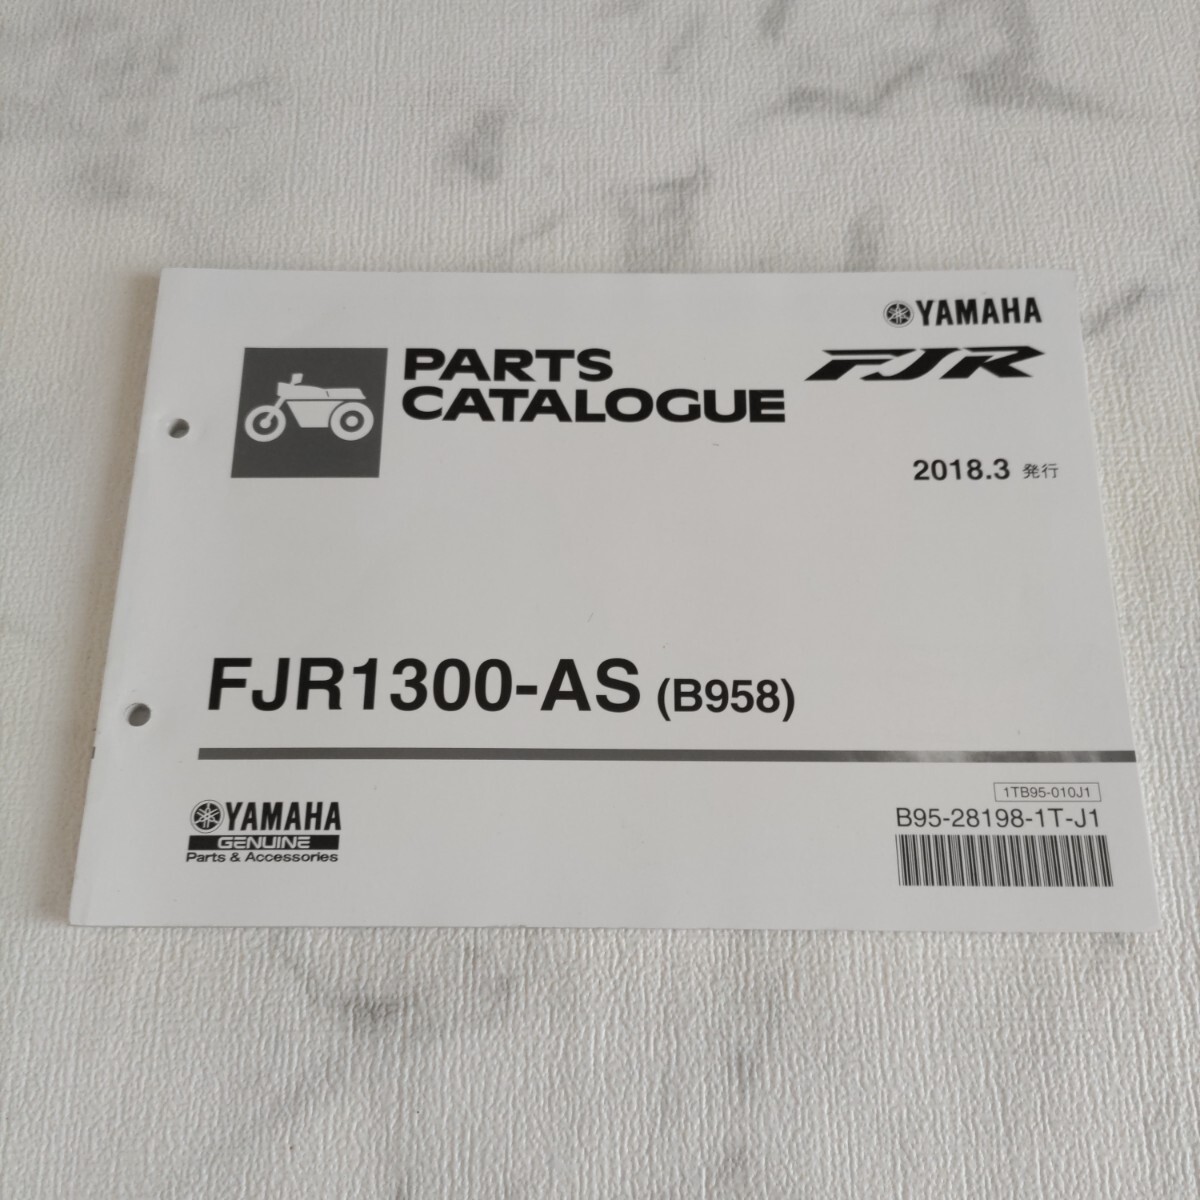 YAMAHA
PARTS
CATALOGUE
FJR
2018.3 発行
FJR1300-AS (B958)
YAMAHA
GENUINE
Parts & Accessories
1TB95-010J1
B95-28198-1T-J1